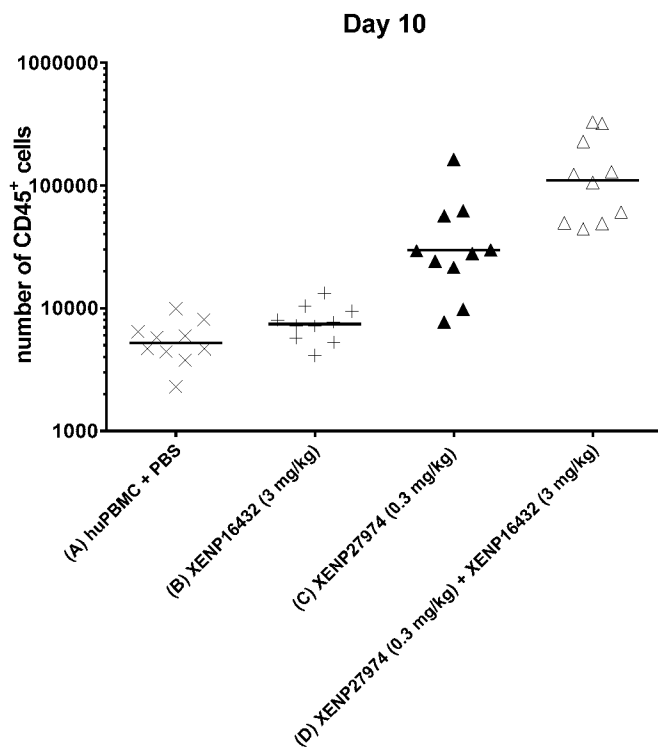 Day 10
number of CD45⁺ cells
1000000
100000
10000
1000
(A) huPBMC + PBS
(B) XENP16432 (3 mg/kg)
(C) XENP27974 (0.3 mg/kg)
(D) XENP27974 (0.3 mg/kg) + XENP16432 (3 mg/kg)